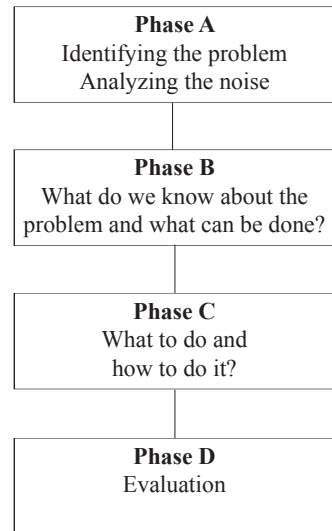 Phase A
Identifying the problem
Analyzing the noise
Phase B
What do we know about the
problem and what can be done?
Phase C
What to do and
how to do it?
Phase D
Evaluation